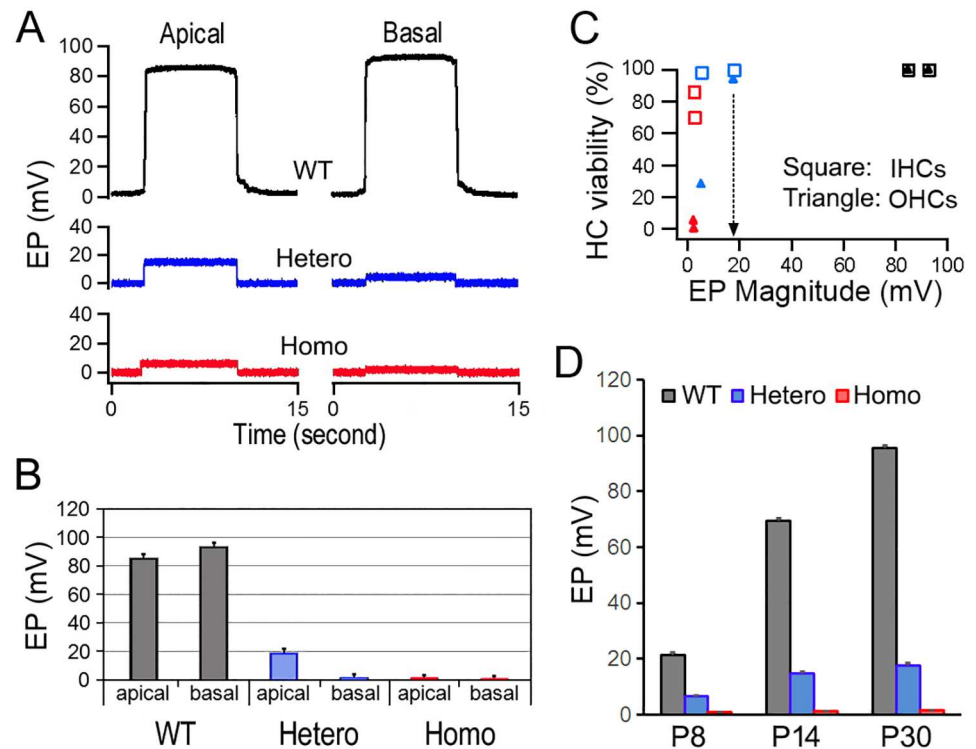 A
Apical
Basal
100
80
60
40
20
0
WT
EP (mV)
40
20
0
Hetero
40
20
0
Homo
0
15
0
15
Time (second)
B
120
100
80
60
40
20
0
EP (mV)
apical
basal
apical
basal
apical
basal
WT
Hetero
Homo
C
100
80
60
40
20
0
HC viability (%)
Square: IHCs
Triangle: OHCs
0
20
40
60
80
100
EP Magnitude (mV)
D
120
100
80
60
40
20
0
EP (mV)
WT
Hetero
Homo
P8
P14
P30